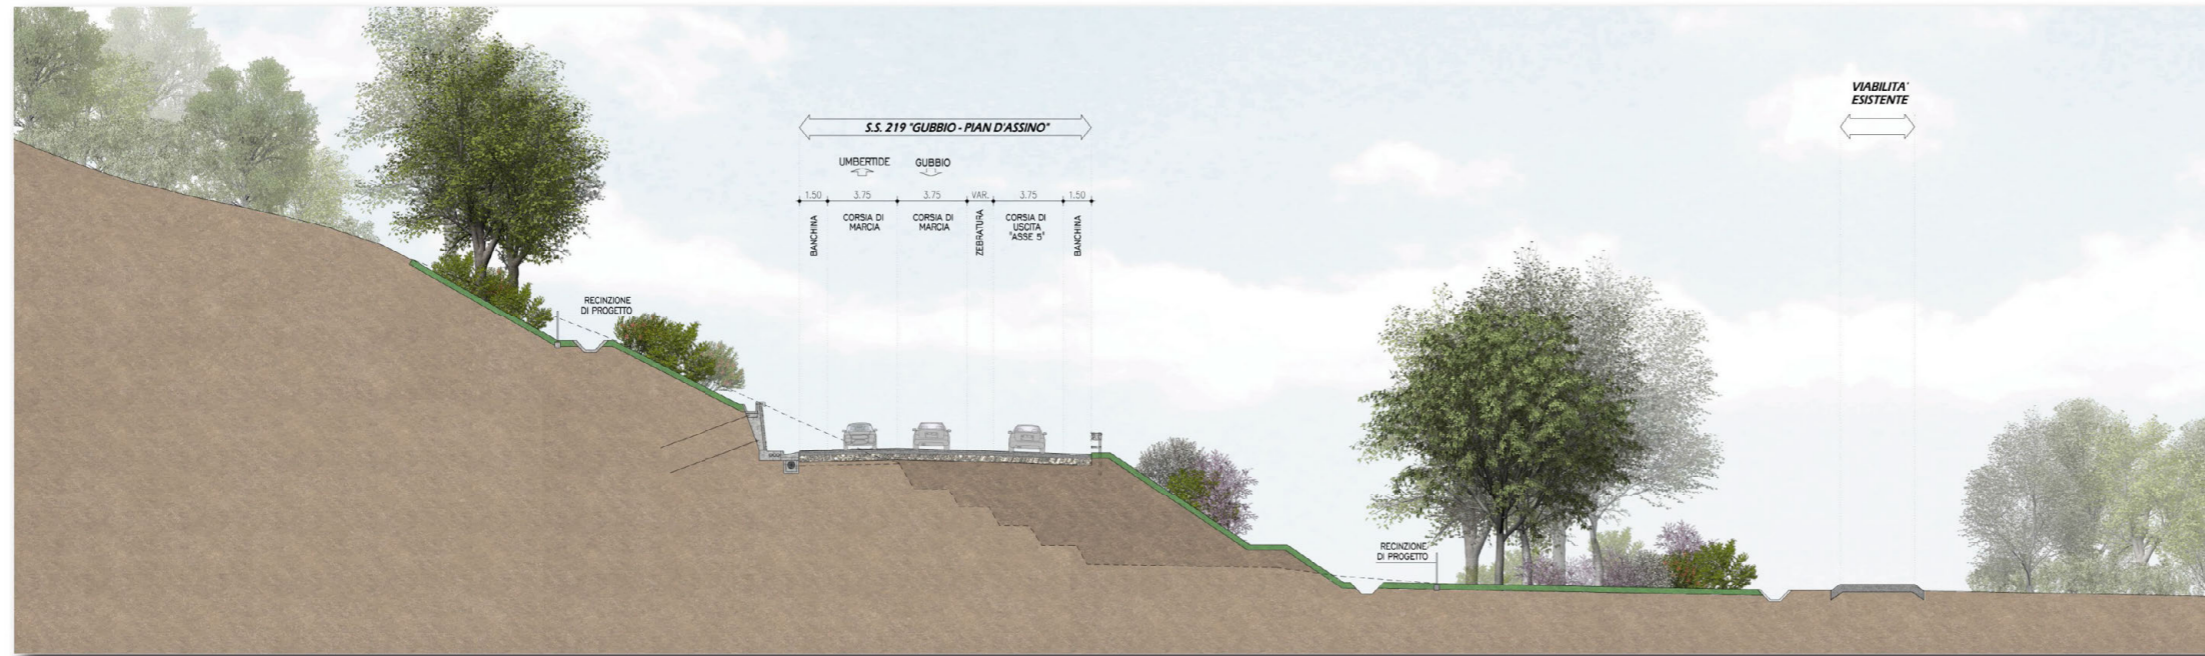 VIABILITA'
ESISTENTE
S.S. 219 "GUBBIO - PIAN D'ASSINO"
UMBERTIDE
GUBBIO
1.50
3.75
3.75
VAR.
3.75
1.50
BANCHINA
CORSIA DI
MARCIA
CORSIA DI
MARCIA
ZEBRATURA
CORSIA DI
USCITA
"ASSE 5"
BANCHINA
RECINZIONE
DI PROGETTO
RECINZIONE
DI PROGETTO